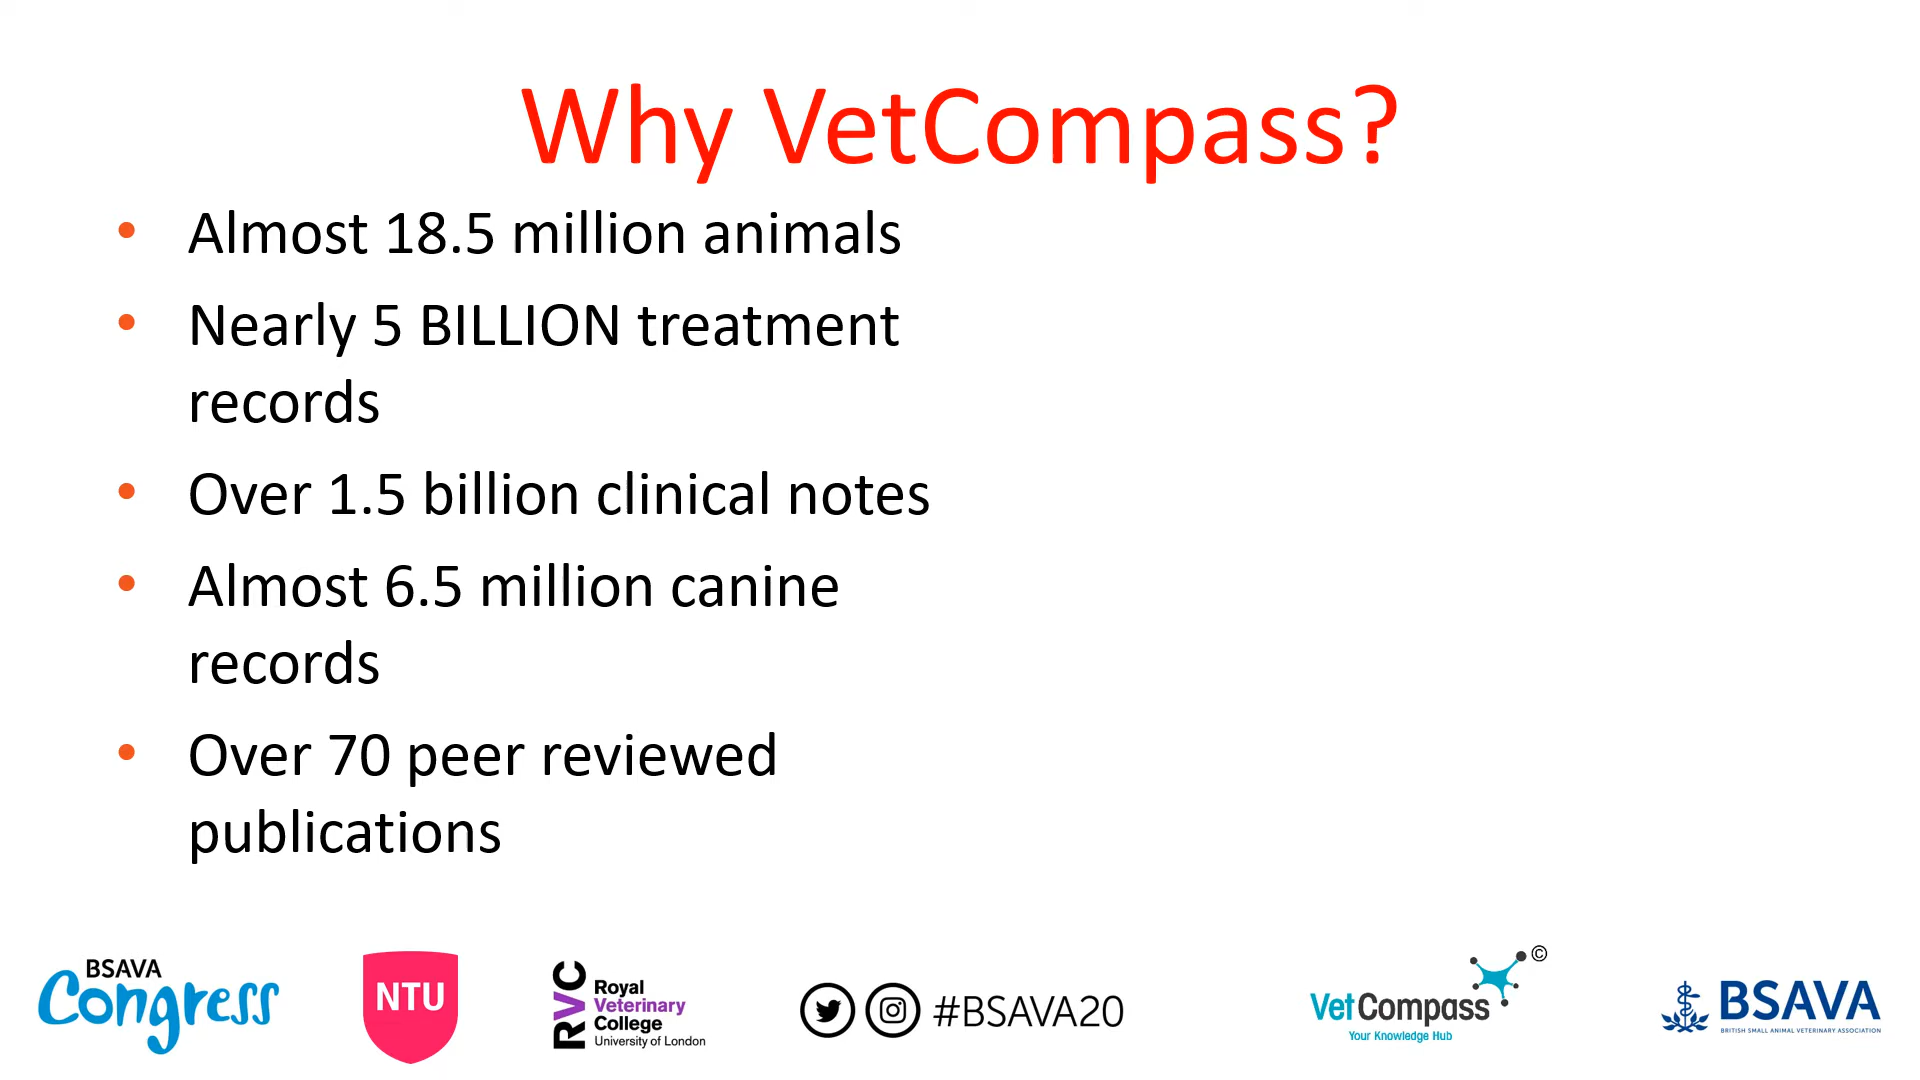 Why VetCompass?
• Almost 18.5 million animals
• Nearly 5 BILLION treatment
records
• Over 1.5 billion clinical notes
• Almost 6.5 million canine
records
• Over 70 peer reviewed
publications
BSAVA
Congress
NTU
RVC
Royal
Veterinary
College
University of London
#BSAVA20
VetCompass ©
Your Knowledge Hub
BSAVA
BRITISH SMALL ANIMAL VETERINARY ASSOCIATION